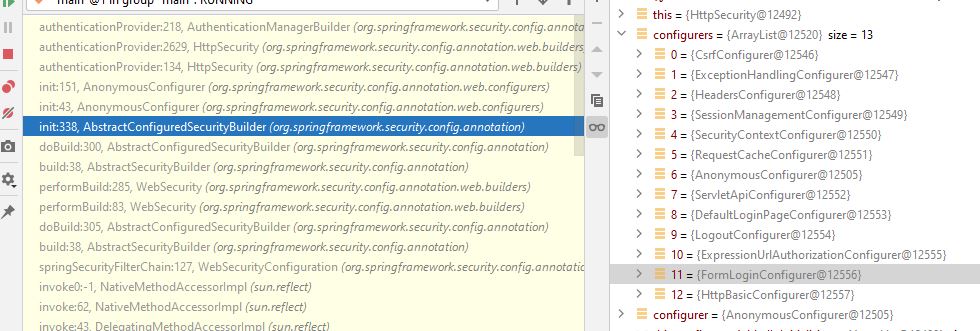 "main"@1 in group "main": RUNNING
authenticationProvider:218, AuthenticationManagerBuilder (org.springframework.security.config.annota
authenticationProvider:2629, HttpSecurity (org.springframework.security.config.annotation.web.builders)
authenticationProvider:134, HttpSecurity (org.springframework.security.config.annotation.web.builders)
init:151, AnonymousConfigurer (org.springframework.security.config.annotation.web.configurers)
init:43, AnonymousConfigurer (org.springframework.security.config.annotation.web.configurers)
init:338, AbstractConfiguredSecurityBuilder (org.springframework.security.config.annotation)
doBuild:300, AbstractConfiguredSecurityBuilder (org.springframework.security.config.annotation)
build:38, AbstractSecurityBuilder (org.springframework.security.config.annotation)
performBuild:285, WebSecurity (org.springframework.security.config.annotation.web.builders)
performBuild:83, WebSecurity (org.springframework.security.config.annotation.web.builders)
doBuild:305, AbstractConfiguredSecurityBuilder (org.springframework.security.config.annotation)
build:38, AbstractSecurityBuilder (org.springframework.security.config.annotation)
springSecurityFilterChain:127, WebSecurityConfiguration (org.springframework.security.config.annota
invoke0:-1, NativeMethodAccessorImpl (sun.reflect)
invoke:62, NativeMethodAccessorImpl (sun.reflect)
invoke:43, DelegatingMethodAccessorImpl (sun.reflect)
this = {HttpSecurity@12492}
configurers = {ArrayList@12520} size = 13
0 = {CsrfConfigurer@12546}
1 = {ExceptionHandlingConfigurer@12547}
2 = {HeadersConfigurer@12548}
3 = {SessionManagementConfigurer@12549}
4 = {SecurityContextConfigurer@12550}
5 = {RequestCacheConfigurer@12551}
6 = {AnonymousConfigurer@12505}
7 = {ServletApiConfigurer@12552}
8 = {DefaultLoginPageConfigurer@12553}
9 = {LogoutConfigurer@12554}
10 = {ExpressionUrlAuthorizationConfigurer@12555}
11 = {FormLoginConfigurer@12556}
12 = {HttpBasicConfigurer@12557}
configurer = {AnonymousConfigurer@12505}